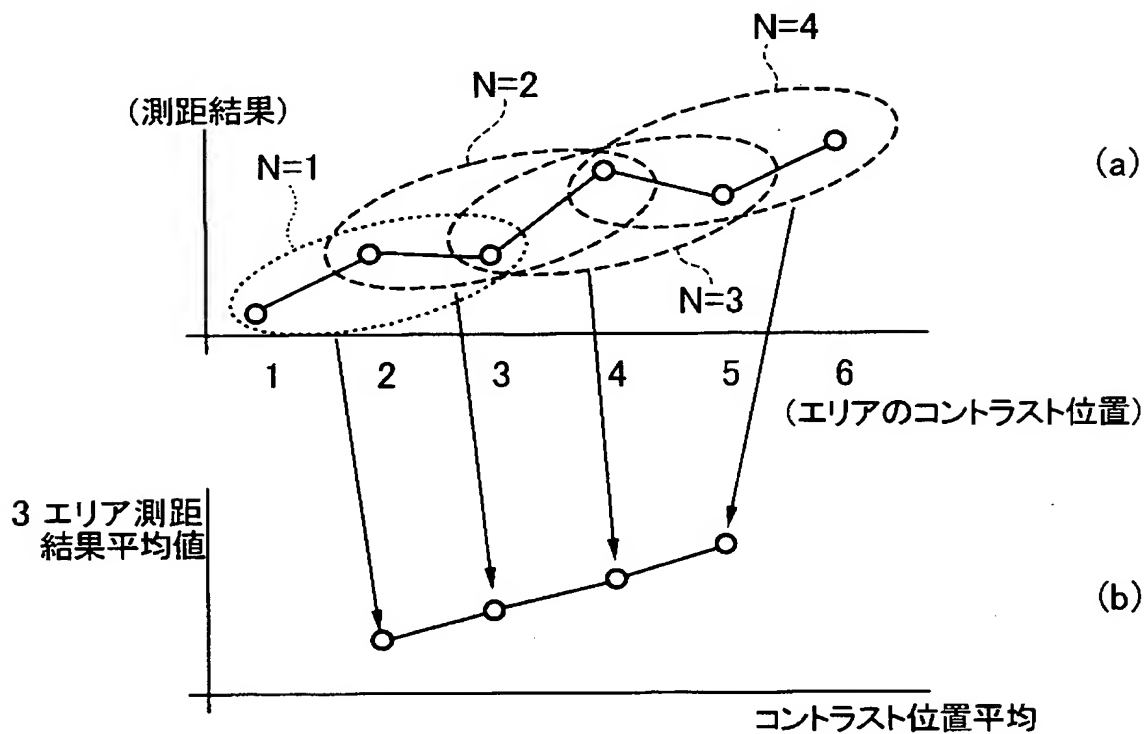 N=4
N=2
(測距結果)
N=1
(a)
N=3
1 2 3 4 5 6
(エリアのコントラスト位置)
3 エリア測距
結果平均値
(b)
コントラスト位置平均